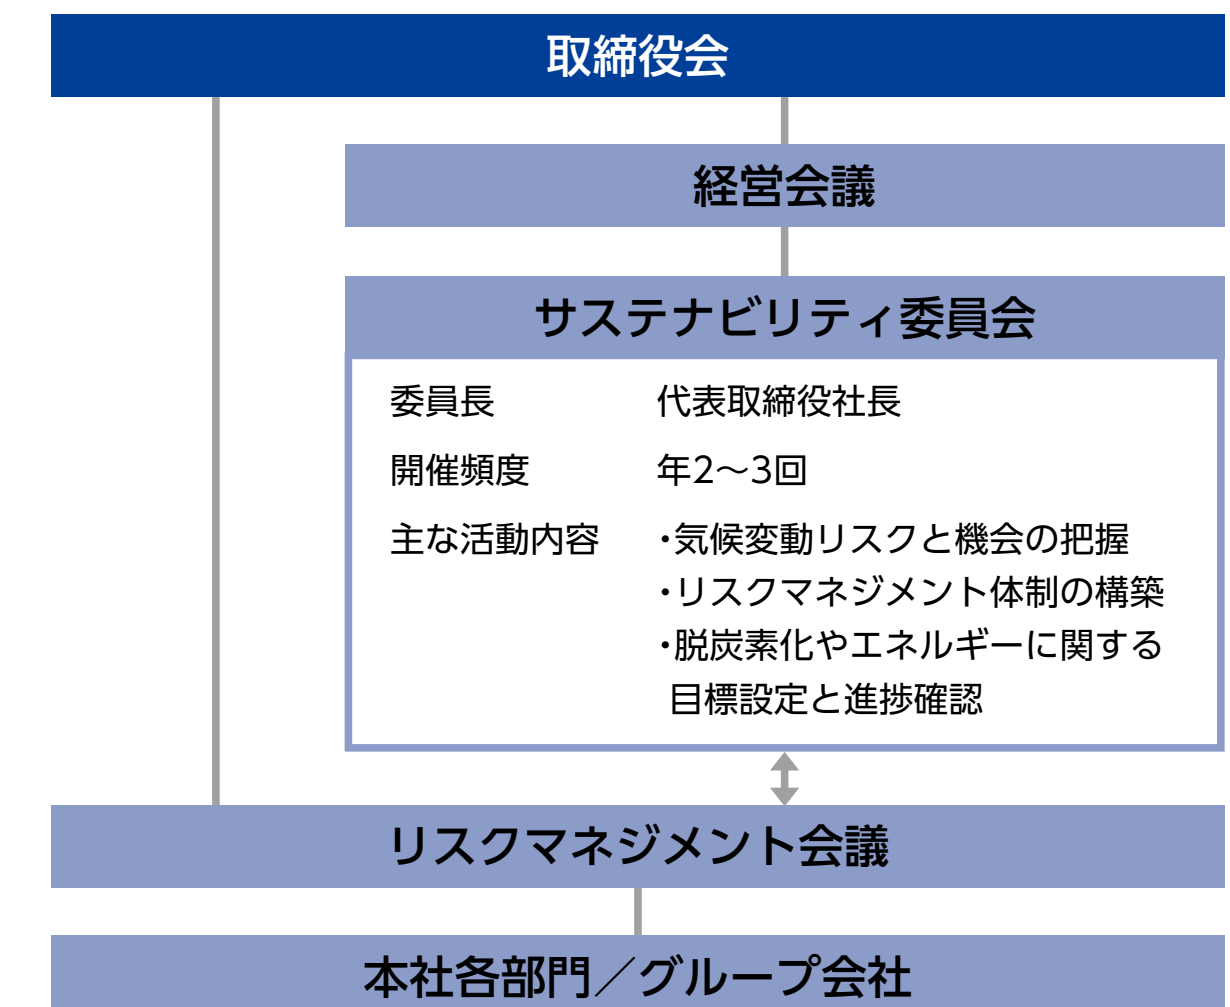 取締役会
経営会議
サステナビリティ委員会
委員長 代表取締役社長
開催頻度 年2～3回
主な活動内容 ・気候変動リスクと機会の把握
・リスクマネジメント体制の構築
・脱炭素化やエネルギーに関する
目標設定と進捗確認
リスクマネジメント会議
本社各部門／グループ会社